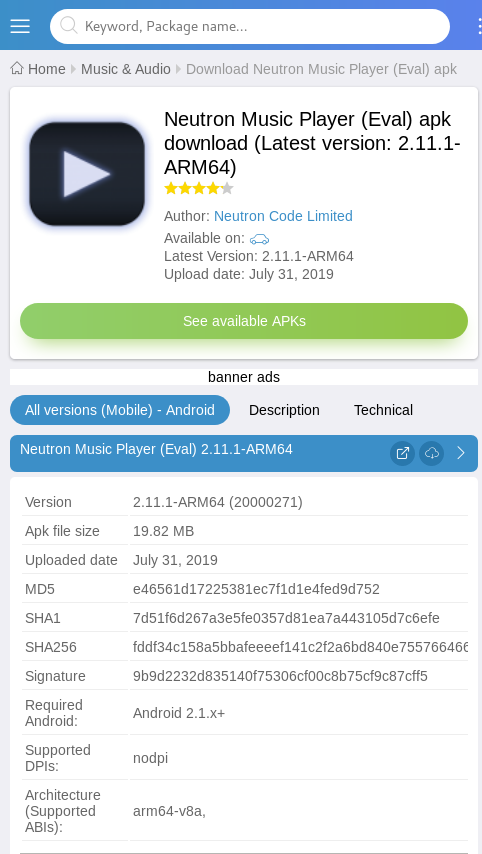 Keyword, Package name...
Home Music & Audio Download Neutron Music Player (Eval) apk
Neutron Music Player (Eval) apk
download (Latest version: 2.11.1-
ARM64)
Author: Neutron Code Limited
Available on:
Latest Version: 2.11.1-ARM64
Upload date: July 31, 2019
See available APKs
banner ads
All versions (Mobile) - Android Description Technical
Neutron Music Player (Eval) 2.11.1-ARM64
Version 2.11.1-ARM64 (20000271)
Apk file size 19.82 MB
Uploaded date July 31, 2019
MD5 e46561d17225381ec7f1d1e4fed9d752
SHA1 7d51f6d267a3e5fe0357d81ea7a443105d7c6efe
SHA256 fddf34c158a5bbafeeeef141c2f2a6bd840e755766466
Signature 9b9d2232d835140f75306cf00c8b75cf9c87cff5
Required
Android: Android 2.1.x+
Supported
DPIs: nodpi
Architecture
(Supported arm64-v8a,
ABIs):